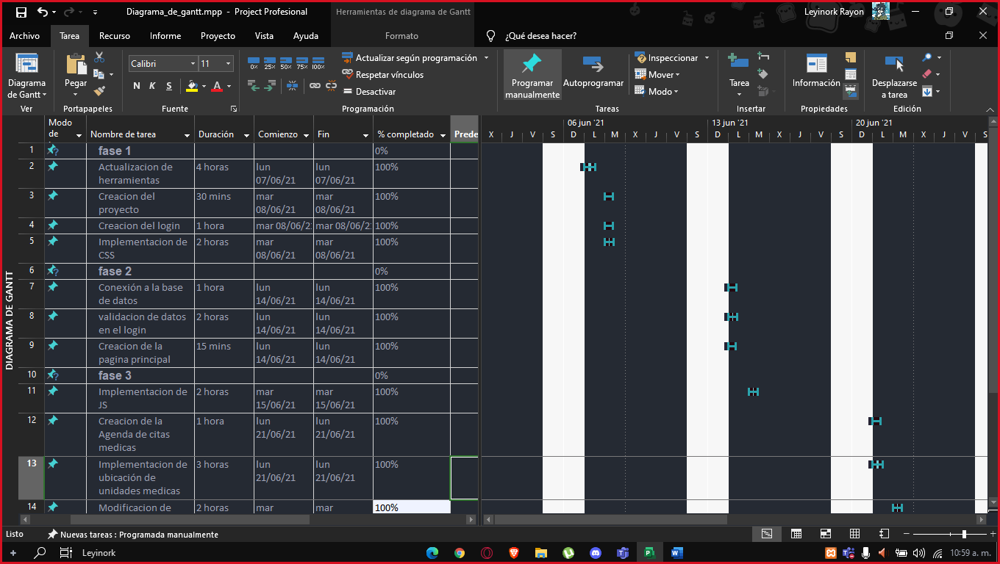 Diagrama_de_gantt.mpp - Project Profesional
Herramientas de diagrama de Gantt
Leyinork Rayon
Archivo Tarea Recurso Informe Proyecto Vista Ayuda Formato ¿Qué desea hacer?
Diagrama de Gantt
Ver
Pegar
Portapapeles
Calibri 11
N K S A
Fuente
0% 25% 50% 75% 100%
Actualizar según programación
Respetar vínculos
Desactivar
Programación
Programar manualmente
Autoprogramar
Inspeccionar
Mover
Modo
Tareas
Tarea
Insertar
Información
Propiedades
Desplazarse a tarea
Edición
Modo de Nombre de tarea Duración Comienzo Fin % completado Prede
06 jun '21 13 jun '21 20 jun '21
X J V S D L M X J V S D L M X J V S D L M X J V S
DIAGRAMA DE GANTT
1 fase 1 0%
2 Actualizacion de herramientas 4 horas lun 07/06/21 lun 07/06/21 100%
3 Creacion del proyecto 30 mins mar 08/06/21 mar 08/06/21 100%
4 Creacion del login 1 hora mar 08/06/2 mar 08/06/2 100%
5 Implementacion de CSS 2 horas mar 08/06/21 mar 08/06/21 100%
6 fase 2 0%
7 Conexión a la base de datos 1 hora lun 14/06/21 lun 14/06/21 100%
8 validacion de datos en el login 2 horas lun 14/06/21 lun 14/06/21 100%
9 Creacion de la pagina principal 15 mins lun 14/06/21 lun 14/06/21 100%
10 fase 3 0%
11 Implementacion de JS 2 horas mar 15/06/21 mar 15/06/21 100%
12 Creacion de la Agenda de citas medicas 1 hora lun 21/06/21 lun 21/06/21 100%
13 Implementacion de ubicación de unidades medicas 3 horas lun 21/06/21 lun 21/06/21 100%
14 Modificacion de 2 horas mar mar 100%
Listo Nuevas tareas : Programada manualmente
Leyinork
10:59 a. m.